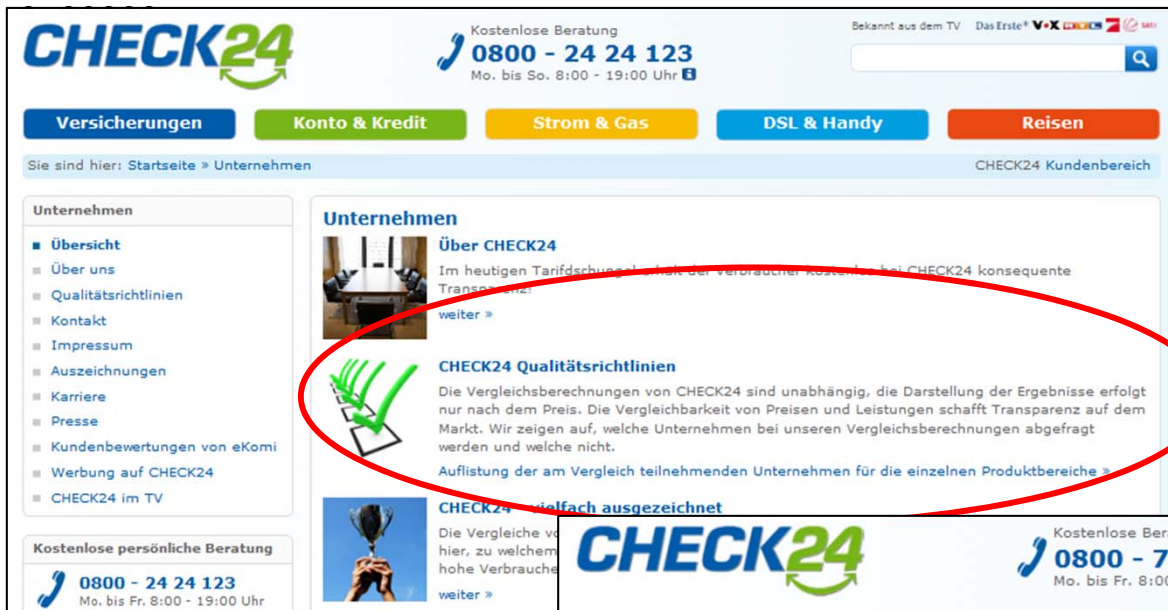 CHECK24
Kostenlose Beratung
0800 - 24 24 123
Mo. bis So. 8:00 - 19:00 Uhr
Bekannt aus dem TV Das Erste VOX
Versicherungen
Konto & Kredit
Strom & Gas
DSL & Handy
Reisen
Sie sind hier: Startseite » Unternehmen
CHECK24 Kundenbereich
Unternehmen
Übersicht
Über uns
Qualitätsrichtlinien
Kontakt
Impressum
Auszeichnungen
Karriere
Presse
Kundenbewertungen von eKomi
Werbung auf CHECK24
CHECK24 im TV
Kostenlose persönliche Beratung
0800 - 24 24 123
Mo. bis Fr. 8:00 - 19:00 Uhr
Unternehmen
Über CHECK24
Im heutigen Tarifdschungel erhält der Verbraucher kostenlos bei CHECK24 konsequente
Transparenz!
weiter »
CHECK24 Qualitätsrichtlinien
Die Vergleichsberechnungen von CHECK24 sind unabhängig, die Darstellung der Ergebnisse erfolgt
nur nach dem Preis. Die Vergleichbarkeit von Preisen und Leistungen schafft Transparenz auf dem
Markt. Wir zeigen auf, welche Unternehmen bei unseren Vergleichsberechnungen abgefragt
werden und welche nicht.
Auflistung der am Vergleich teilnehmenden Unternehmen für die einzelnen Produktbereiche »
CHECK24 - vielfach ausgezeichnet
Die Vergleiche
hier, zu welchem
hohe
weiter »
CHECK24
Kostenlose
0800 - 7
Mo. bis Fr. 8:00